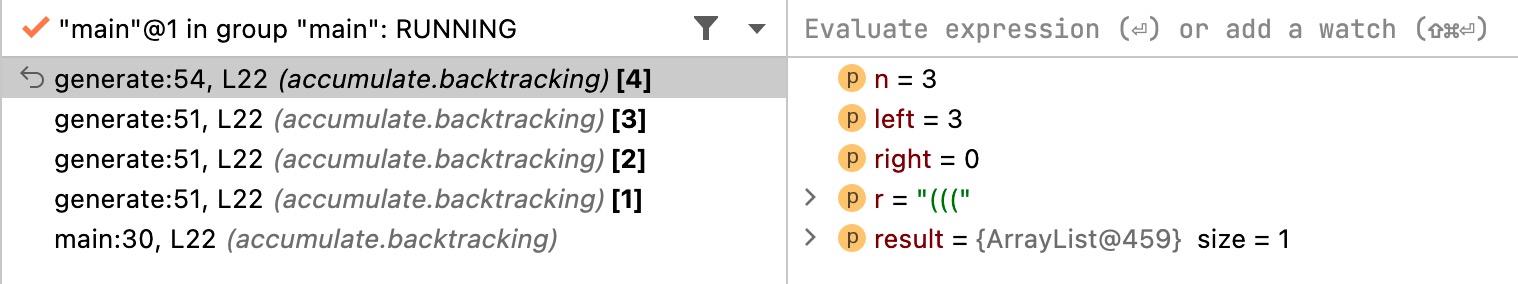 "main"@1 in group "main": RUNNING
generate:54, L22 (accumulate.backtracking) [4]
generate:51, L22 (accumulate.backtracking) [3]
generate:51, L22 (accumulate.backtracking) [2]
generate:51, L22 (accumulate.backtracking) [1]
main:30, L22 (accumulate.backtracking)
Evaluate expression (⏎) or add a watch (⇧⌘⏎)
p n = 3
p left = 3
p right = 0
p r = "((("
p result = {ArrayList@459} size = 1